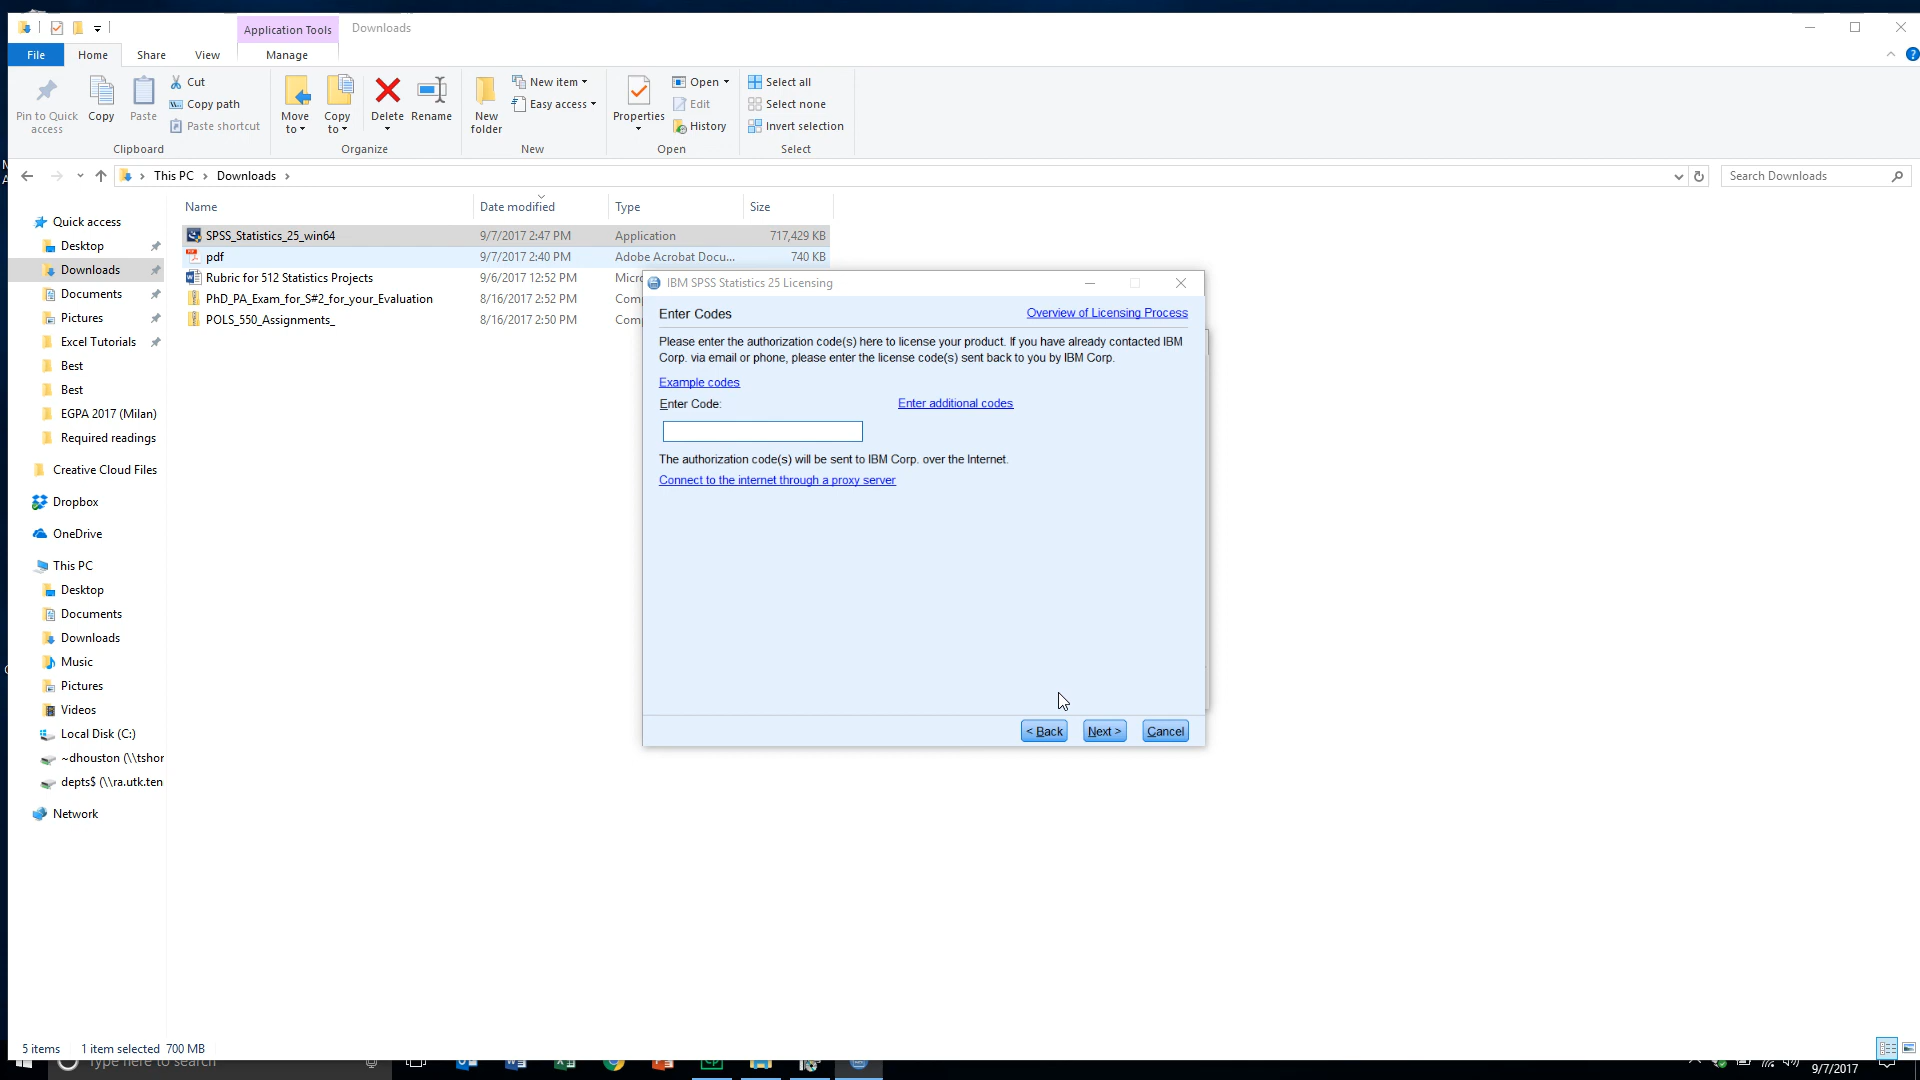 Application Tools
Downloads
File
Home
Share
View
Manage
Pin to Quick access
Copy
Paste
Cut
Copy path
Paste shortcut
Clipboard
Move to
Copy to
Delete
Rename
Organize
New folder
New item
Easy access
New
Properties
Open
Edit
History
Open
Select all
Select none
Invert selection
Select
This PC
Downloads
Search Downloads
Name
Date modified
Type
Size
SPSS_Statistics_25_win64 9/7/2017 2:47 PM Application 717,429 KB
pdf 9/7/2017 2:40 PM Adobe Acrobat Docu... 740 KB
Rubric for 512 Statistics Projects 9/6/2017 12:52 PM
PhD_PA_Exam_for_S#2_for_your_Evaluation 8/16/2017 2:52 PM
POLS_550_Assignments_ 8/16/2017 2:50 PM
Quick access
Desktop
Downloads
Documents
Pictures
Excel Tutorials
Best
Best
EGPA 2017 (Milan)
Required readings
Creative Cloud Files
Dropbox
OneDrive
This PC
Desktop
Documents
Downloads
Music
Pictures
Videos
Local Disk (C:)
~dhouston (\\tshor
depts$ (\\ra.utk.ten
Network
IBM SPSS Statistics 25 Licensing
Enter Codes
Overview of Licensing Process
Please enter the authorization code(s) here to license your product. If you have already contacted IBM
Corp. via email or phone, please enter the license code(s) sent back to you by IBM Corp.
Example codes
Enter Code:
Enter additional codes
The authorization code(s) will be sent to IBM Corp. over the Internet.
Connect to the internet through a proxy server
< Back
Next >
Cancel
5 items
1 item selected 700 MB
Type here to search
9/7/2017